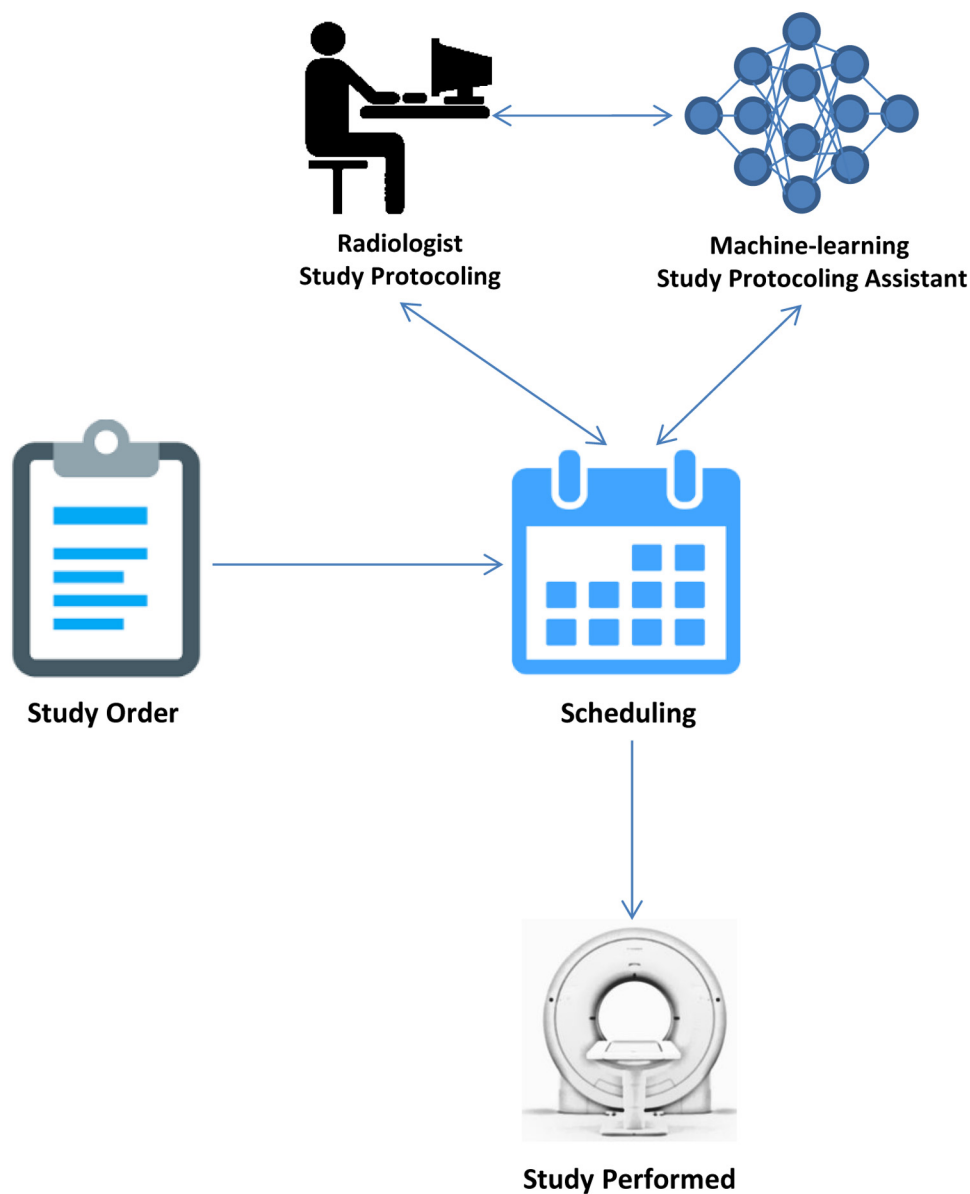 Radiologist
Study Protocoling
Machine-learning
Study Protocoling Assistant
Study Order
Scheduling
Study Performed